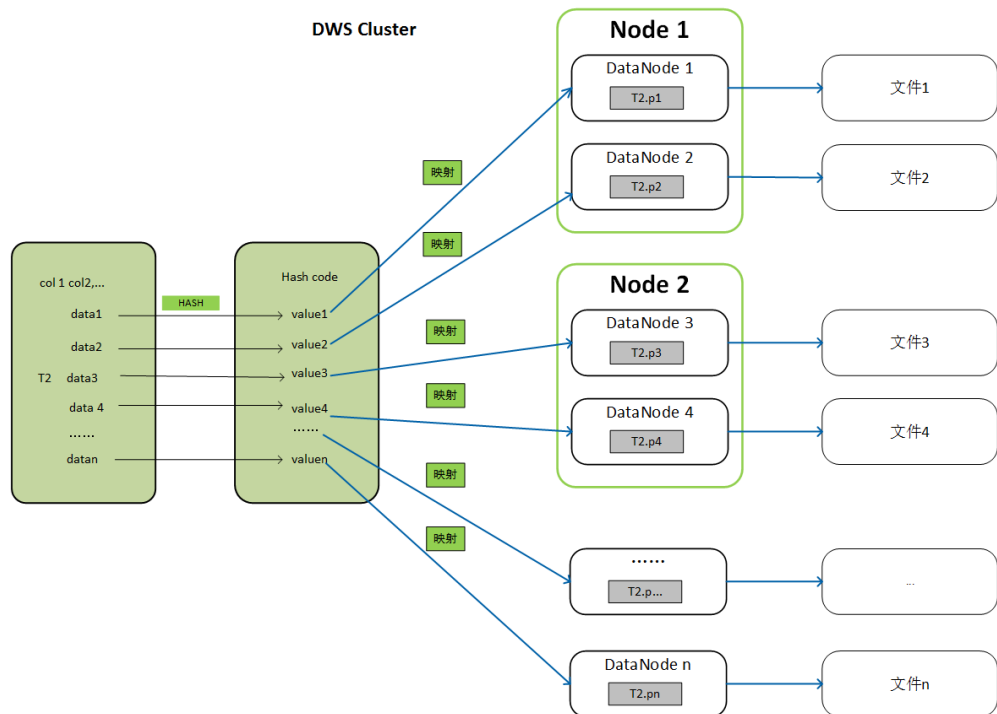 DWS Cluster
col 1 col2,...
data1
data2
T2 data3
data 4
……
datan
HASH
Hash code
value1
value2
value3
value4
……
valuen
映射
映射
映射
映射
映射
映射
Node 1
DataNode 1
T2.p1
DataNode 2
T2.p2
Node 2
DataNode 3
T2.p3
DataNode 4
T2.p4
……
T2.p...
DataNode n
T2.pn
文件1
文件2
文件3
文件4
...
文件n